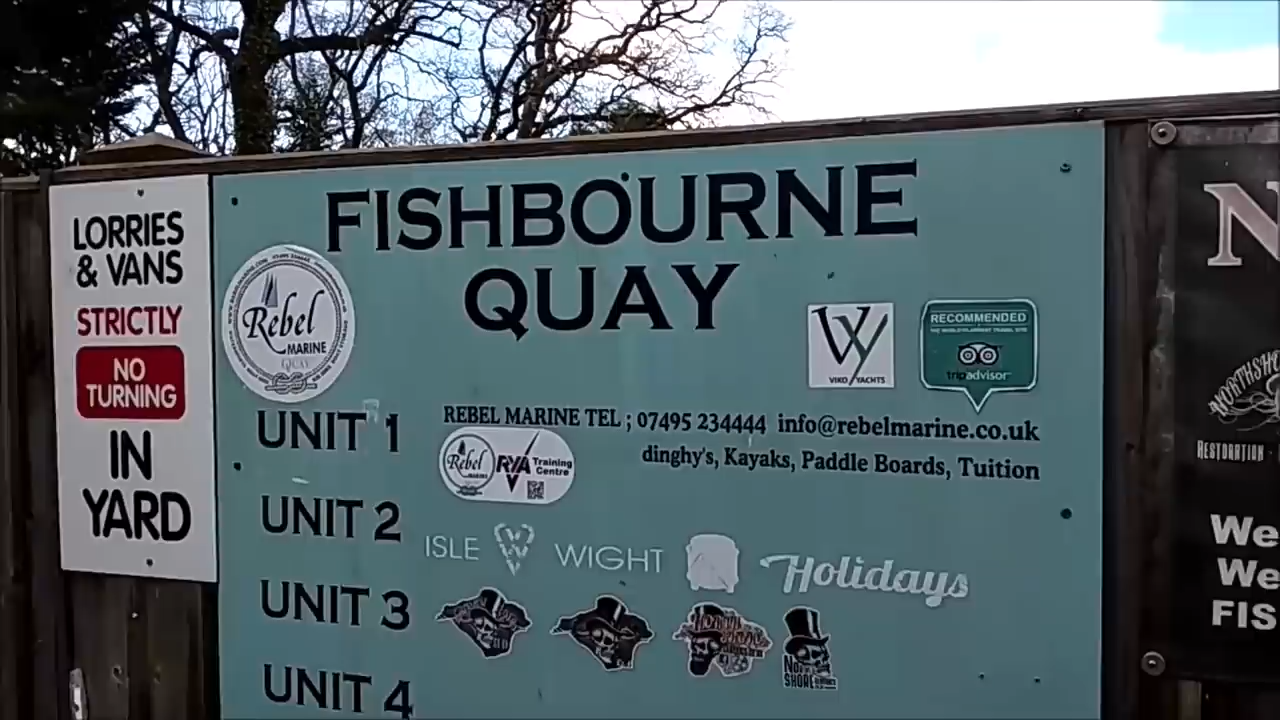 LORRIES
& VANS
STRICTLY
NO
TURNING
IN
YARD
FISHBOURNE
QUAY
Rebel
MARINE
QUAY
VIKO YACHTS
RECOMMENDED
tripadvisor
UNIT 1
REBEL MARINE TEL ; 07495 234444 info@rebelmarine.co.uk
dinghy's, Kayaks, Paddle Boards, Tuition
Rebel
MARINE
RYA Training
Centre
UNIT 2
ISLE WIGHT Holidays
UNIT 3
SHORE
UNIT 4
N
RESTORATION
We
We
FIS